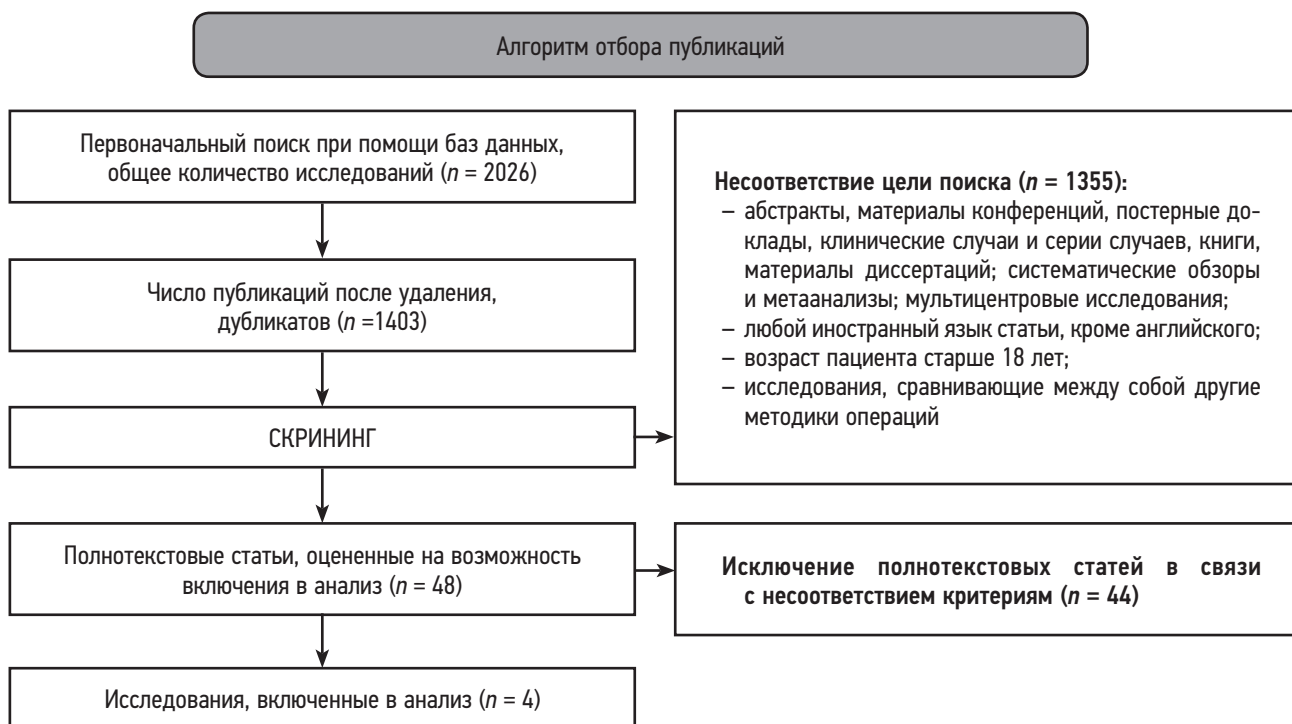 Алгоритм отбора публикаций
Первоначальный поиск при помощи баз данных,
общее количество исследований (n = 2026)
Число публикаций после удаления,
дубликатов (n =1403)
СКРИНИНГ
Несоответствие цели поиска (n = 1355):
– абстракты, материалы конференций, постерные до-
клады, клинические случаи и серии случаев, книги,
материалы диссертаций; систематические обзоры
и метаанализы; мультицентровые исследования;
– любой иностранный язык статьи, кроме английского;
– возраст пациента старше 18 лет;
– исследования, сравнивающие между собой другие
методики операций
Полнотекстовые статьи, оцененные на возможность
включения в анализ (n = 48)
Исключение полнотекстовых статей в связи
с несоответствием критериям (n = 44)
Исследования, включенные в анализ (n = 4)